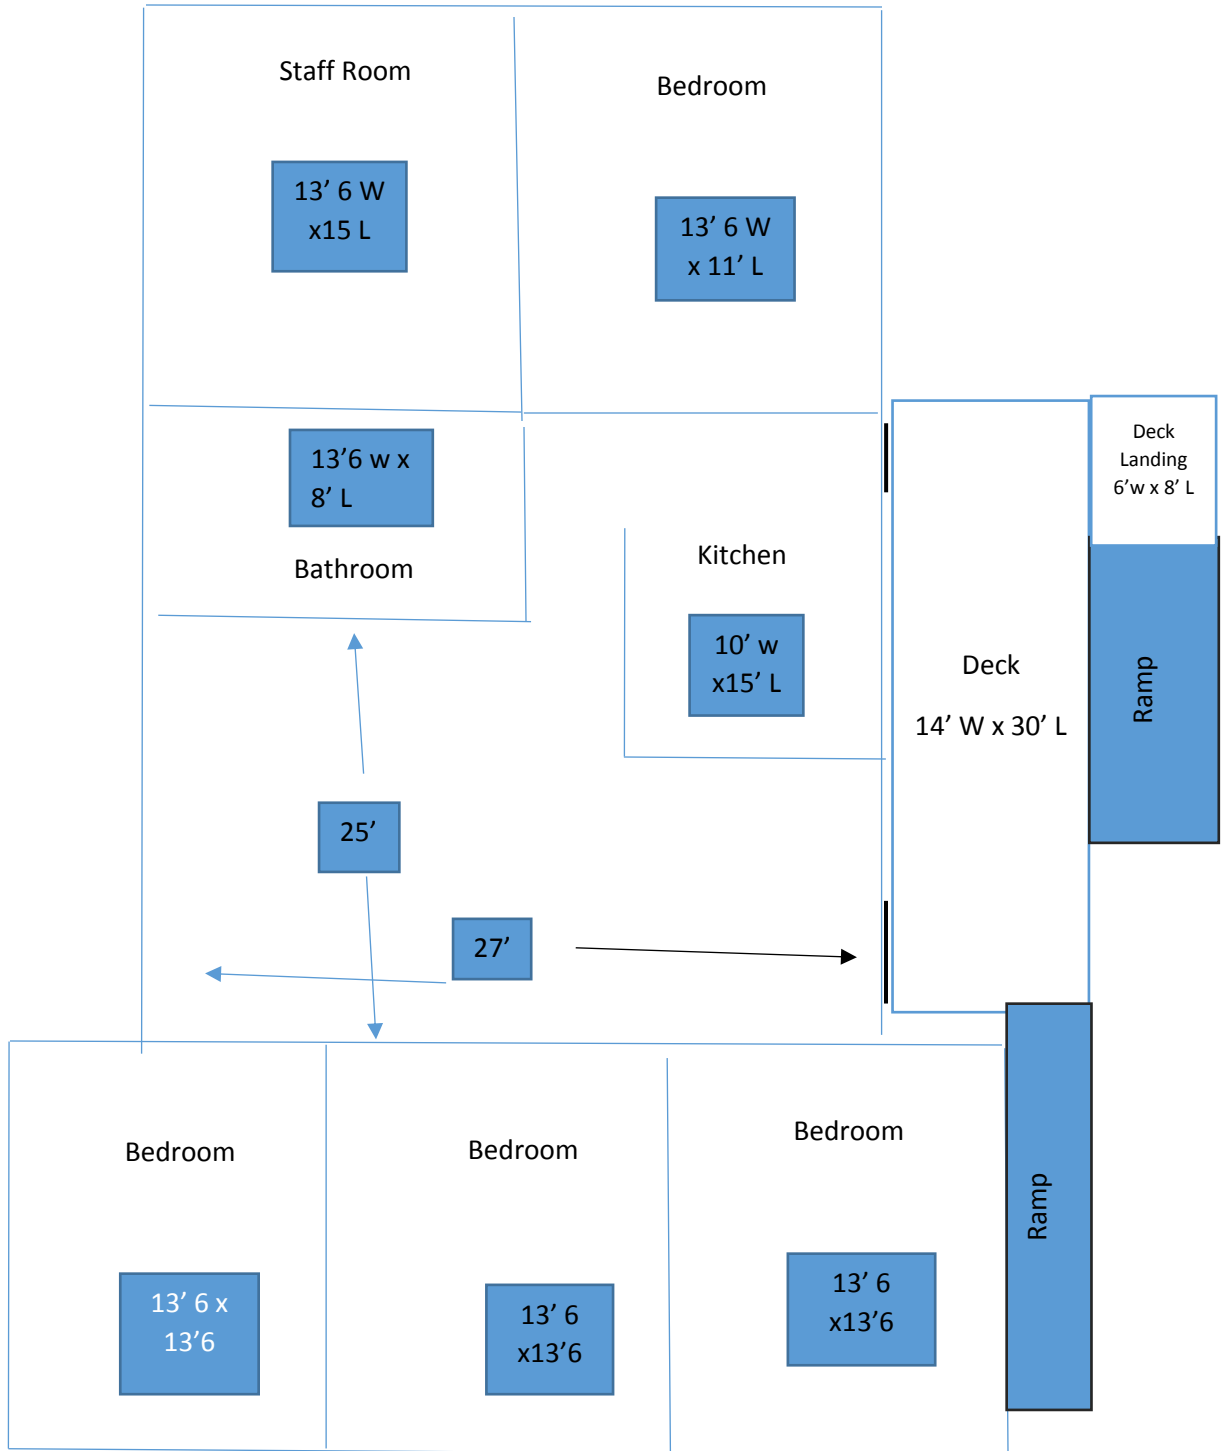 Staff Room
Bedroom
13’ 6 W
x15 L
13’ 6 W
x 11’ L
13’6 w x
8’ L
Bathroom
Kitchen
10’ w
x15’ L
Deck
14’ W x 30’ L
Deck
Landing
6’w x 8’ L
Ramp
25’
27’
Bedroom
Bedroom
Bedroom
13’ 6 x
13’6
13’ 6
x13’6
13’ 6
x13’6
Ramp